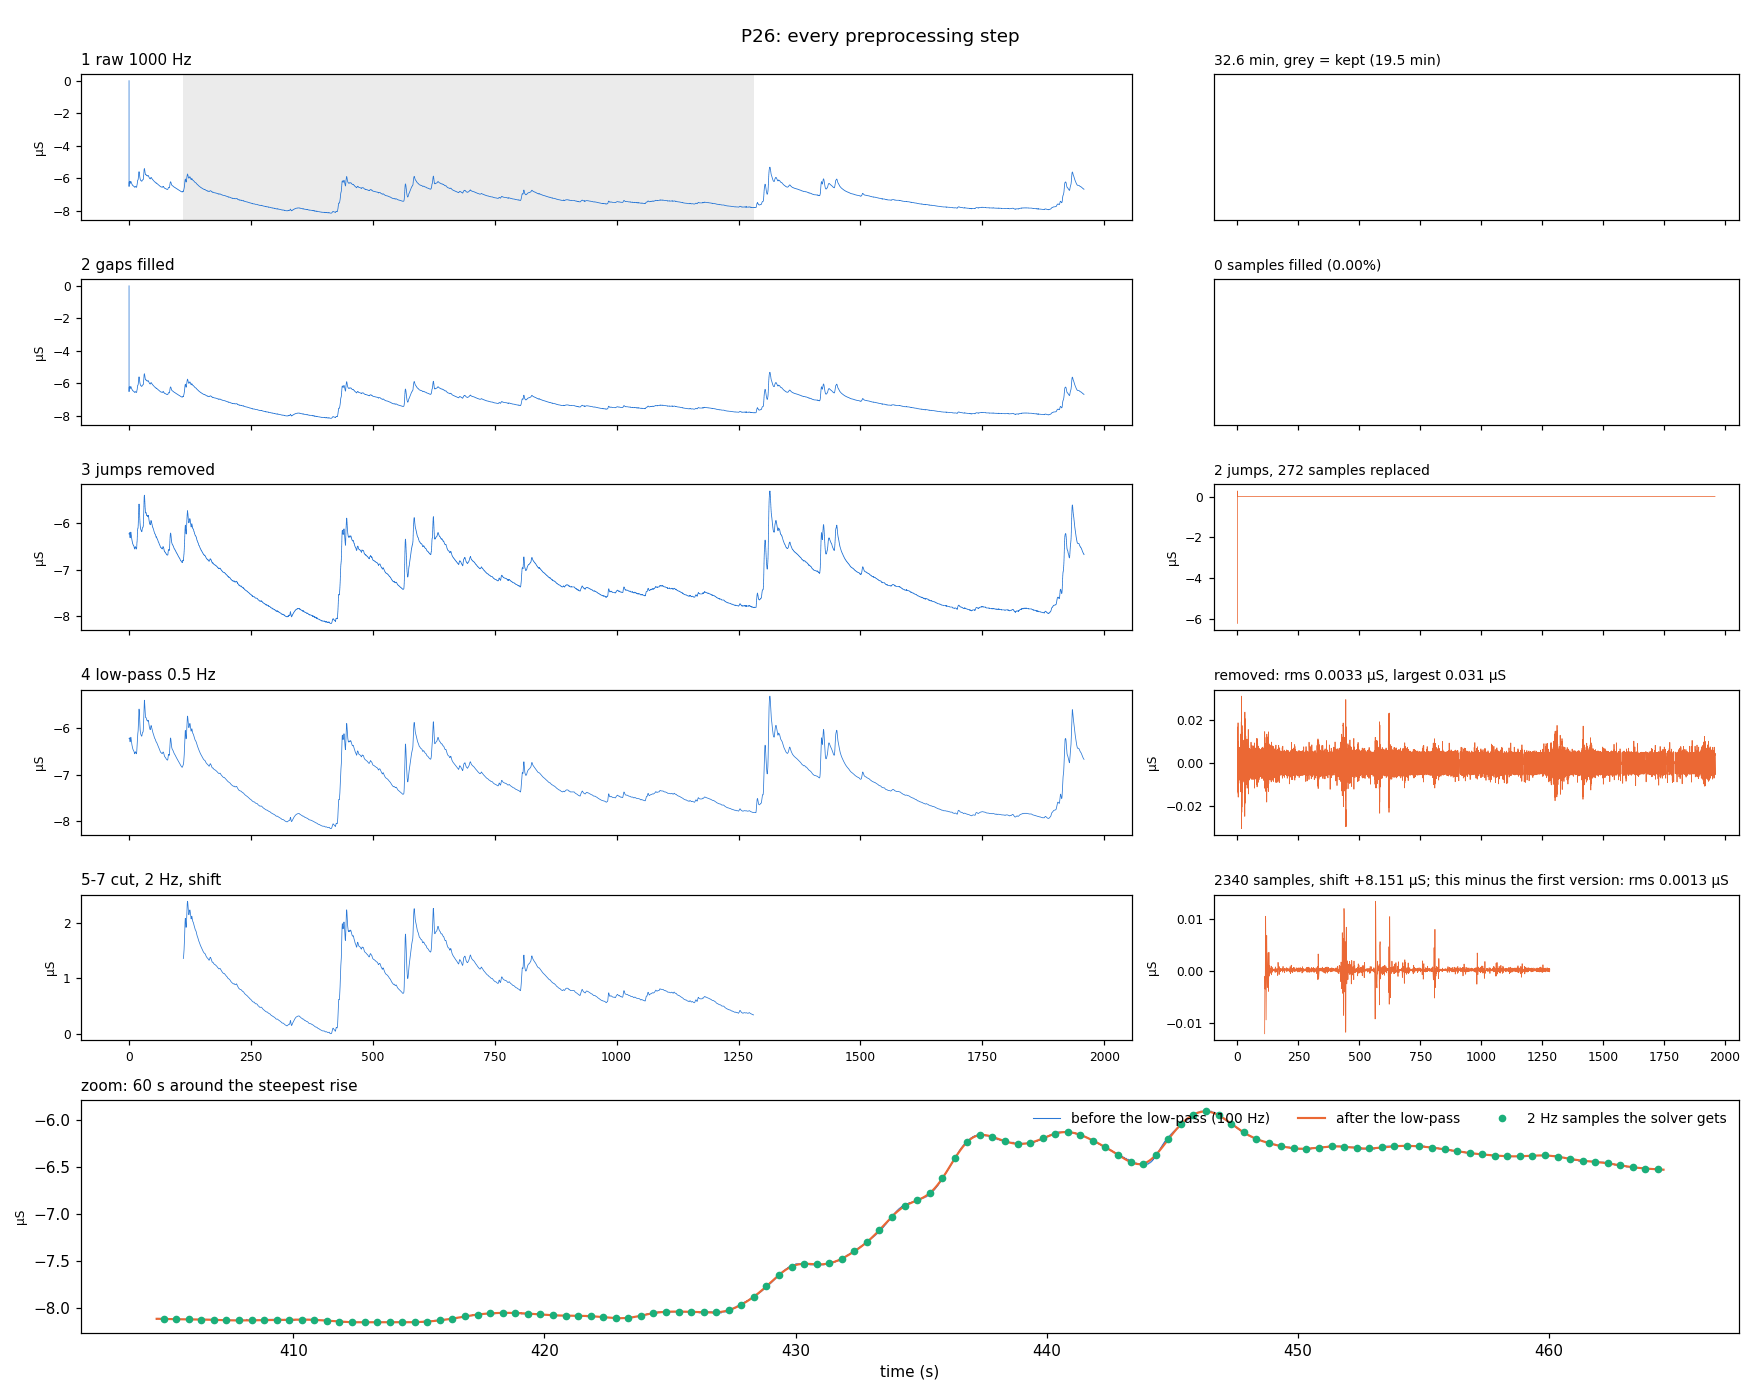 P26: every preprocessing step
1 raw 1000 Hz
32.6 min, grey = kept (19.5 min)
0
−2
−4
−6
−8
µS
2 gaps filled
0 samples filled (0.00%)
0
−2
−4
−6
−8
µS
3 jumps removed
2 jumps, 272 samples replaced
−6
−7
−8
µS
0
−2
−4
−6
µS
4 low-pass 0.5 Hz
removed: rms 0.0033 µS, largest 0.031 µS
−6
−7
−8
µS
0.02
0.00
−0.02
µS
5-7 cut, 2 Hz, shift
2340 samples, shift +8.151 µS; this minus the first version: rms 0.0013 µS
2
1
0
µS
0.01
0.00
−0.01
µS
0 250 500 750 1000 1250 1500 1750 2000
0 250 500 750 1000 1250 1500 1750 2000
zoom: 60 s around the steepest rise
before the low-pass (100 Hz) after the low-pass 2 Hz samples the solver gets
−6.0
−6.5
−7.0
−7.5
−8.0
µS
410 420 430 440 450 460
time (s)